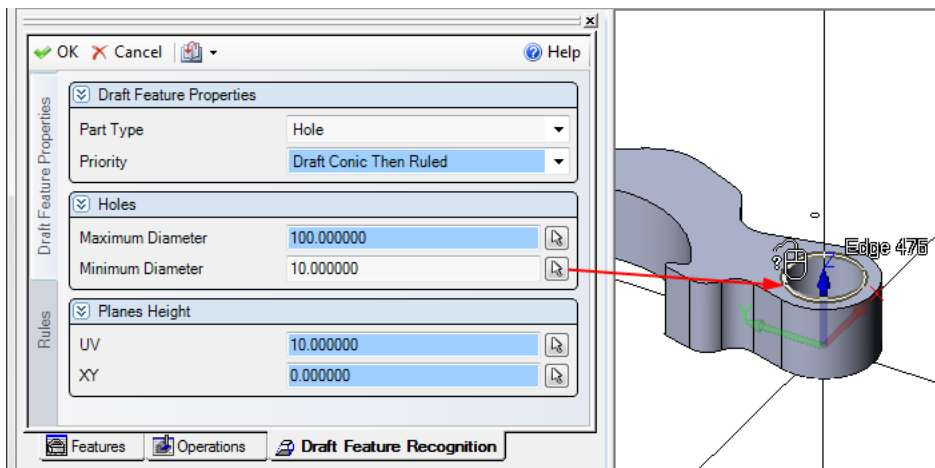 OK Cancel Help
Draft Feature Properties
Rules
Draft Feature Properties
Part Type Hole
Priority Draft Conic Then Ruled
Holes
Maximum Diameter 100.000000
Minimum Diameter 10.000000
Planes Height
UV 10.000000
XY 0.000000
Features Operations Draft Feature Recognition
Edge 476
?
Z
X
Y